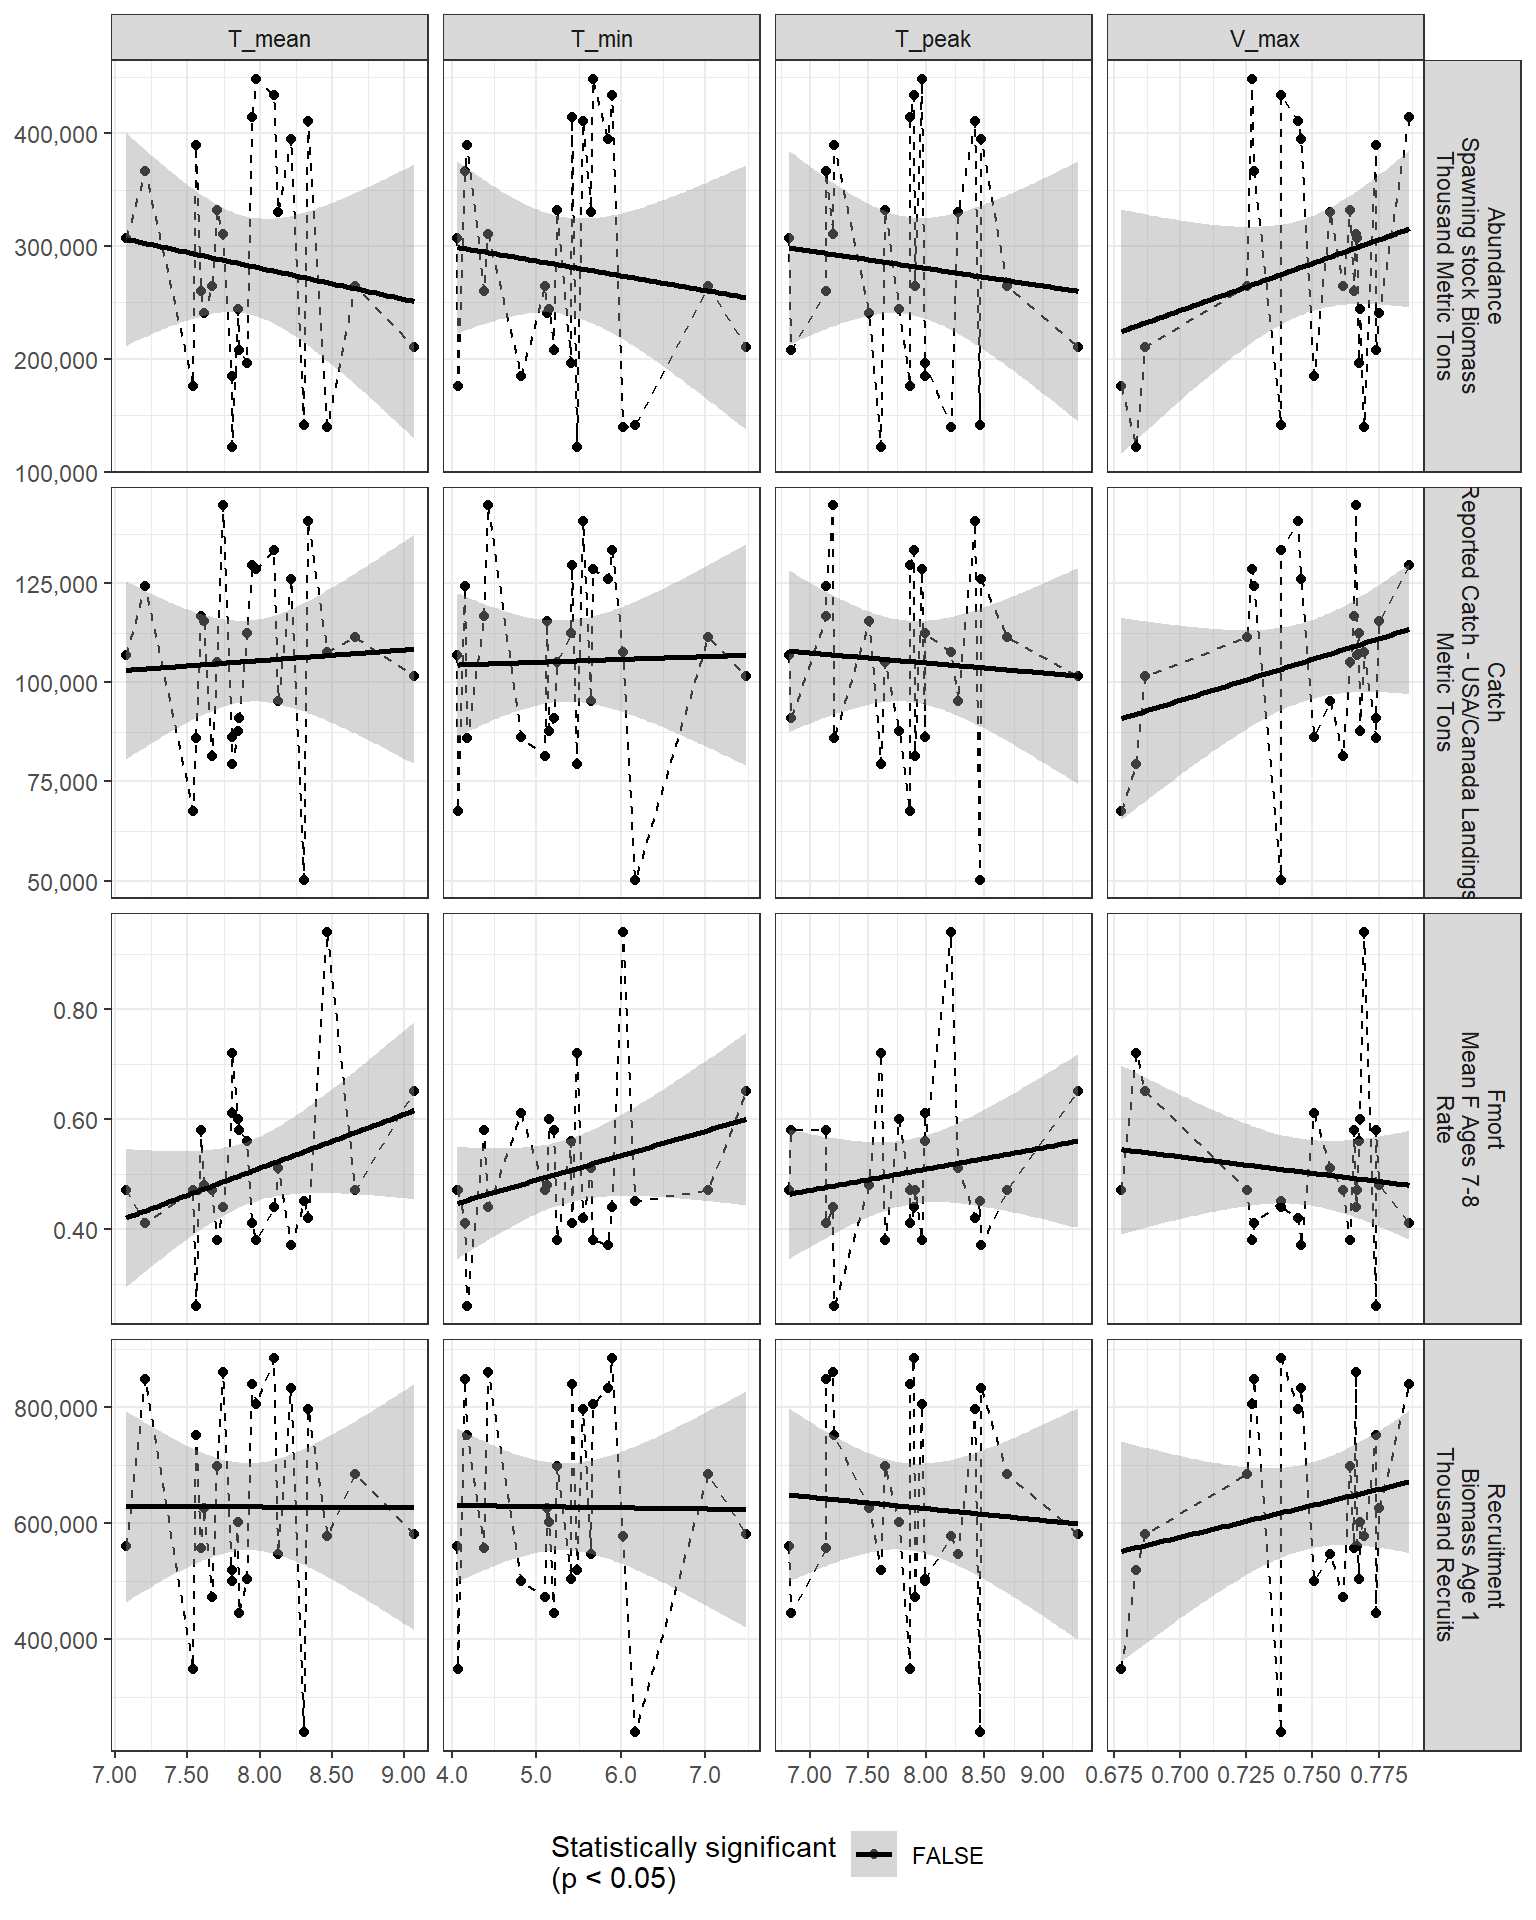 T_mean
T_min
T_peak
V_max
400,000
300,000
200,000
100,000
Abundance
Spawning stock Biomass
Thousand Metric Tons
125,000
100,000
75,000
50,000
Catch
Reported Catch - USA/Canada Landings
Metric Tons
0.80
0.60
0.40
Fmort
Mean F Ages 7-8
Rate
800,000
600,000
400,000
Recruitment
Biomass Age 1
Thousand Recruits
7.00 7.50 8.00 8.50 9.00
4.0 5.0 6.0 7.0
7.00 7.50 8.00 8.50 9.00
0.675 0.700 0.725 0.750 0.775
Statistically significant
(p < 0.05)
FALSE